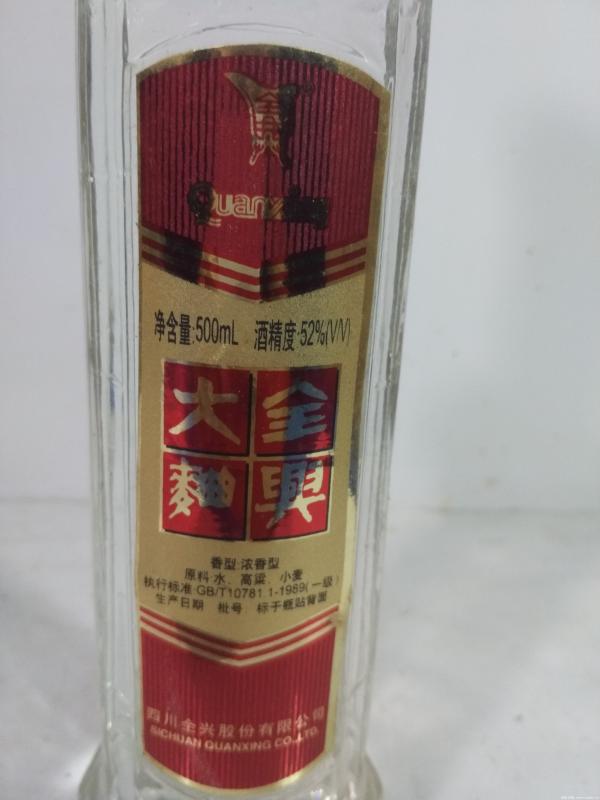 全興
Quanxing
净含量:500mL 酒精度:52%(V/V)
全興
大麯
香型:浓香型
原料:水、高粱、小麦
执行标准:GB/T10781.1-1989(一级)
生产日期 批号 标于瓶贴背面
四川全兴股份有限公司
SICHUAN QUANXING CO.,LTD.